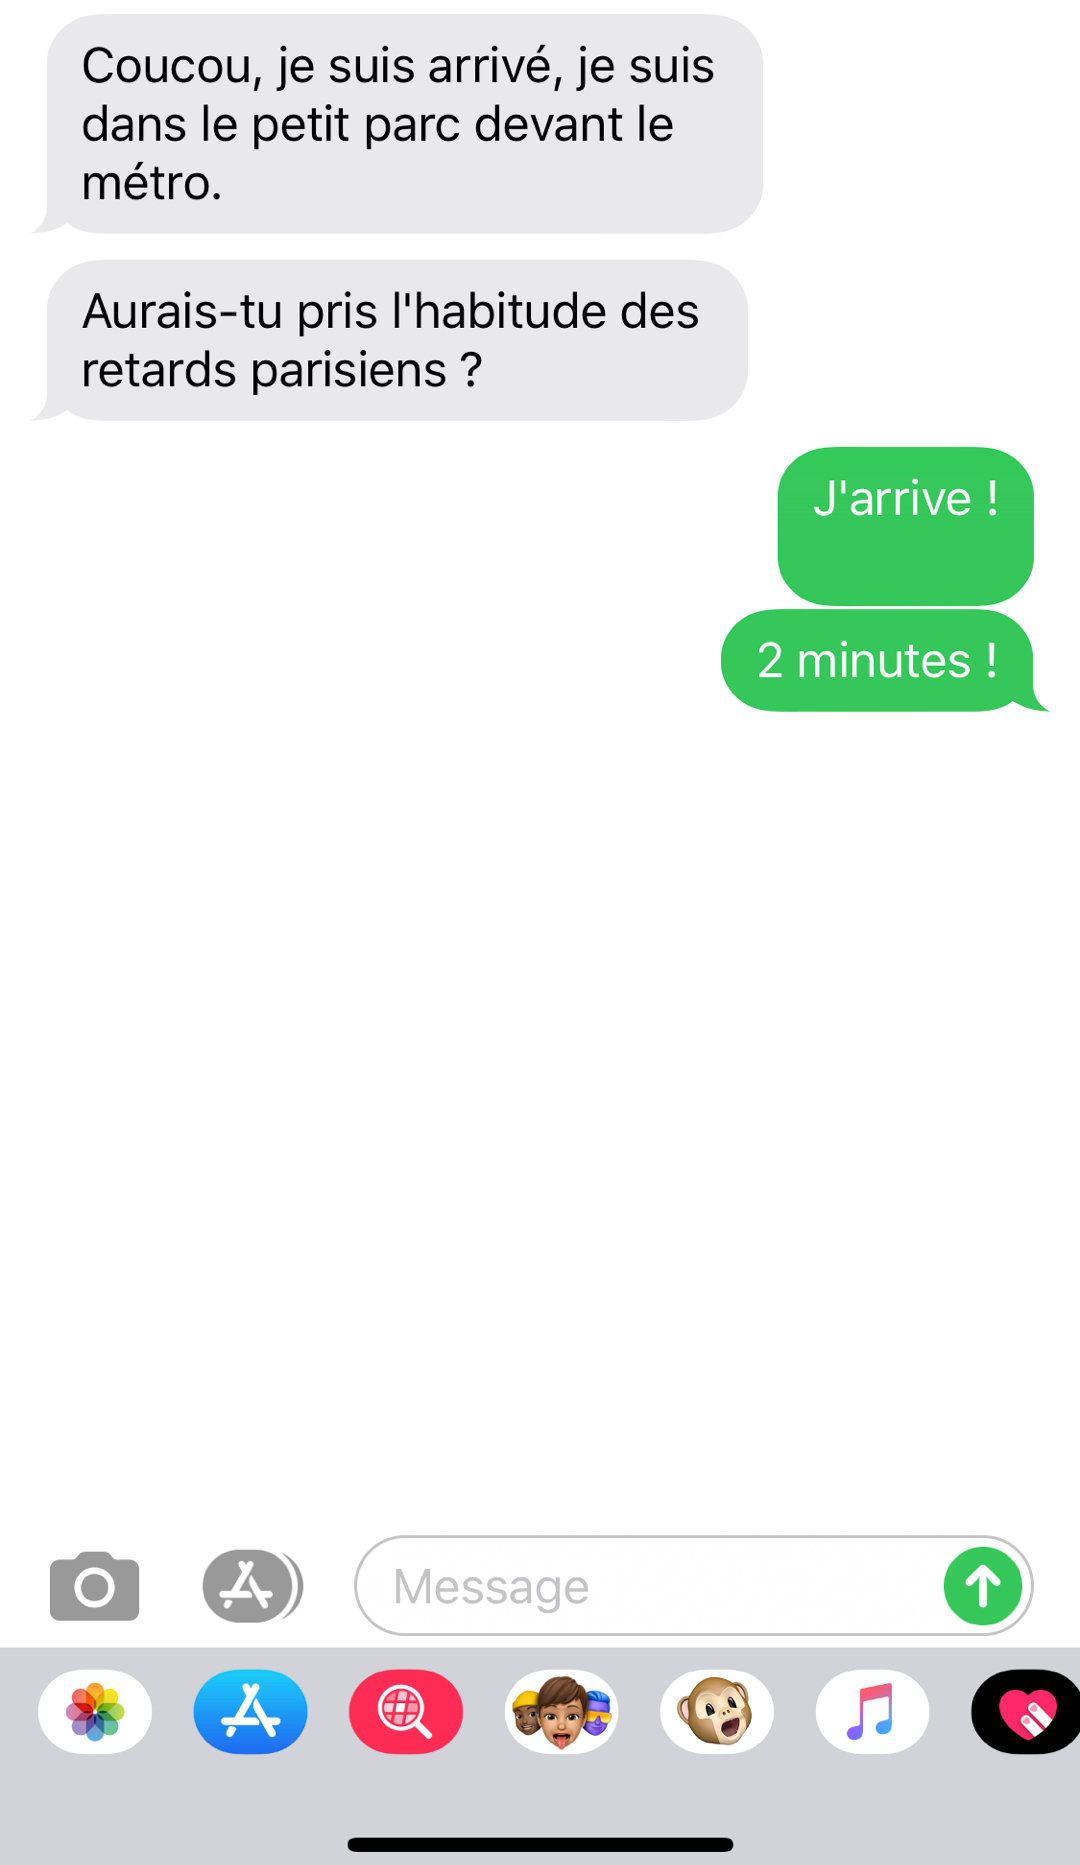 Coucou, je suis arrivé, je suis
dans le petit parc devant le
métro.
Aurais-tu pris l'habitude des
retards parisiens ?
J'arrive !
2 minutes !
Message